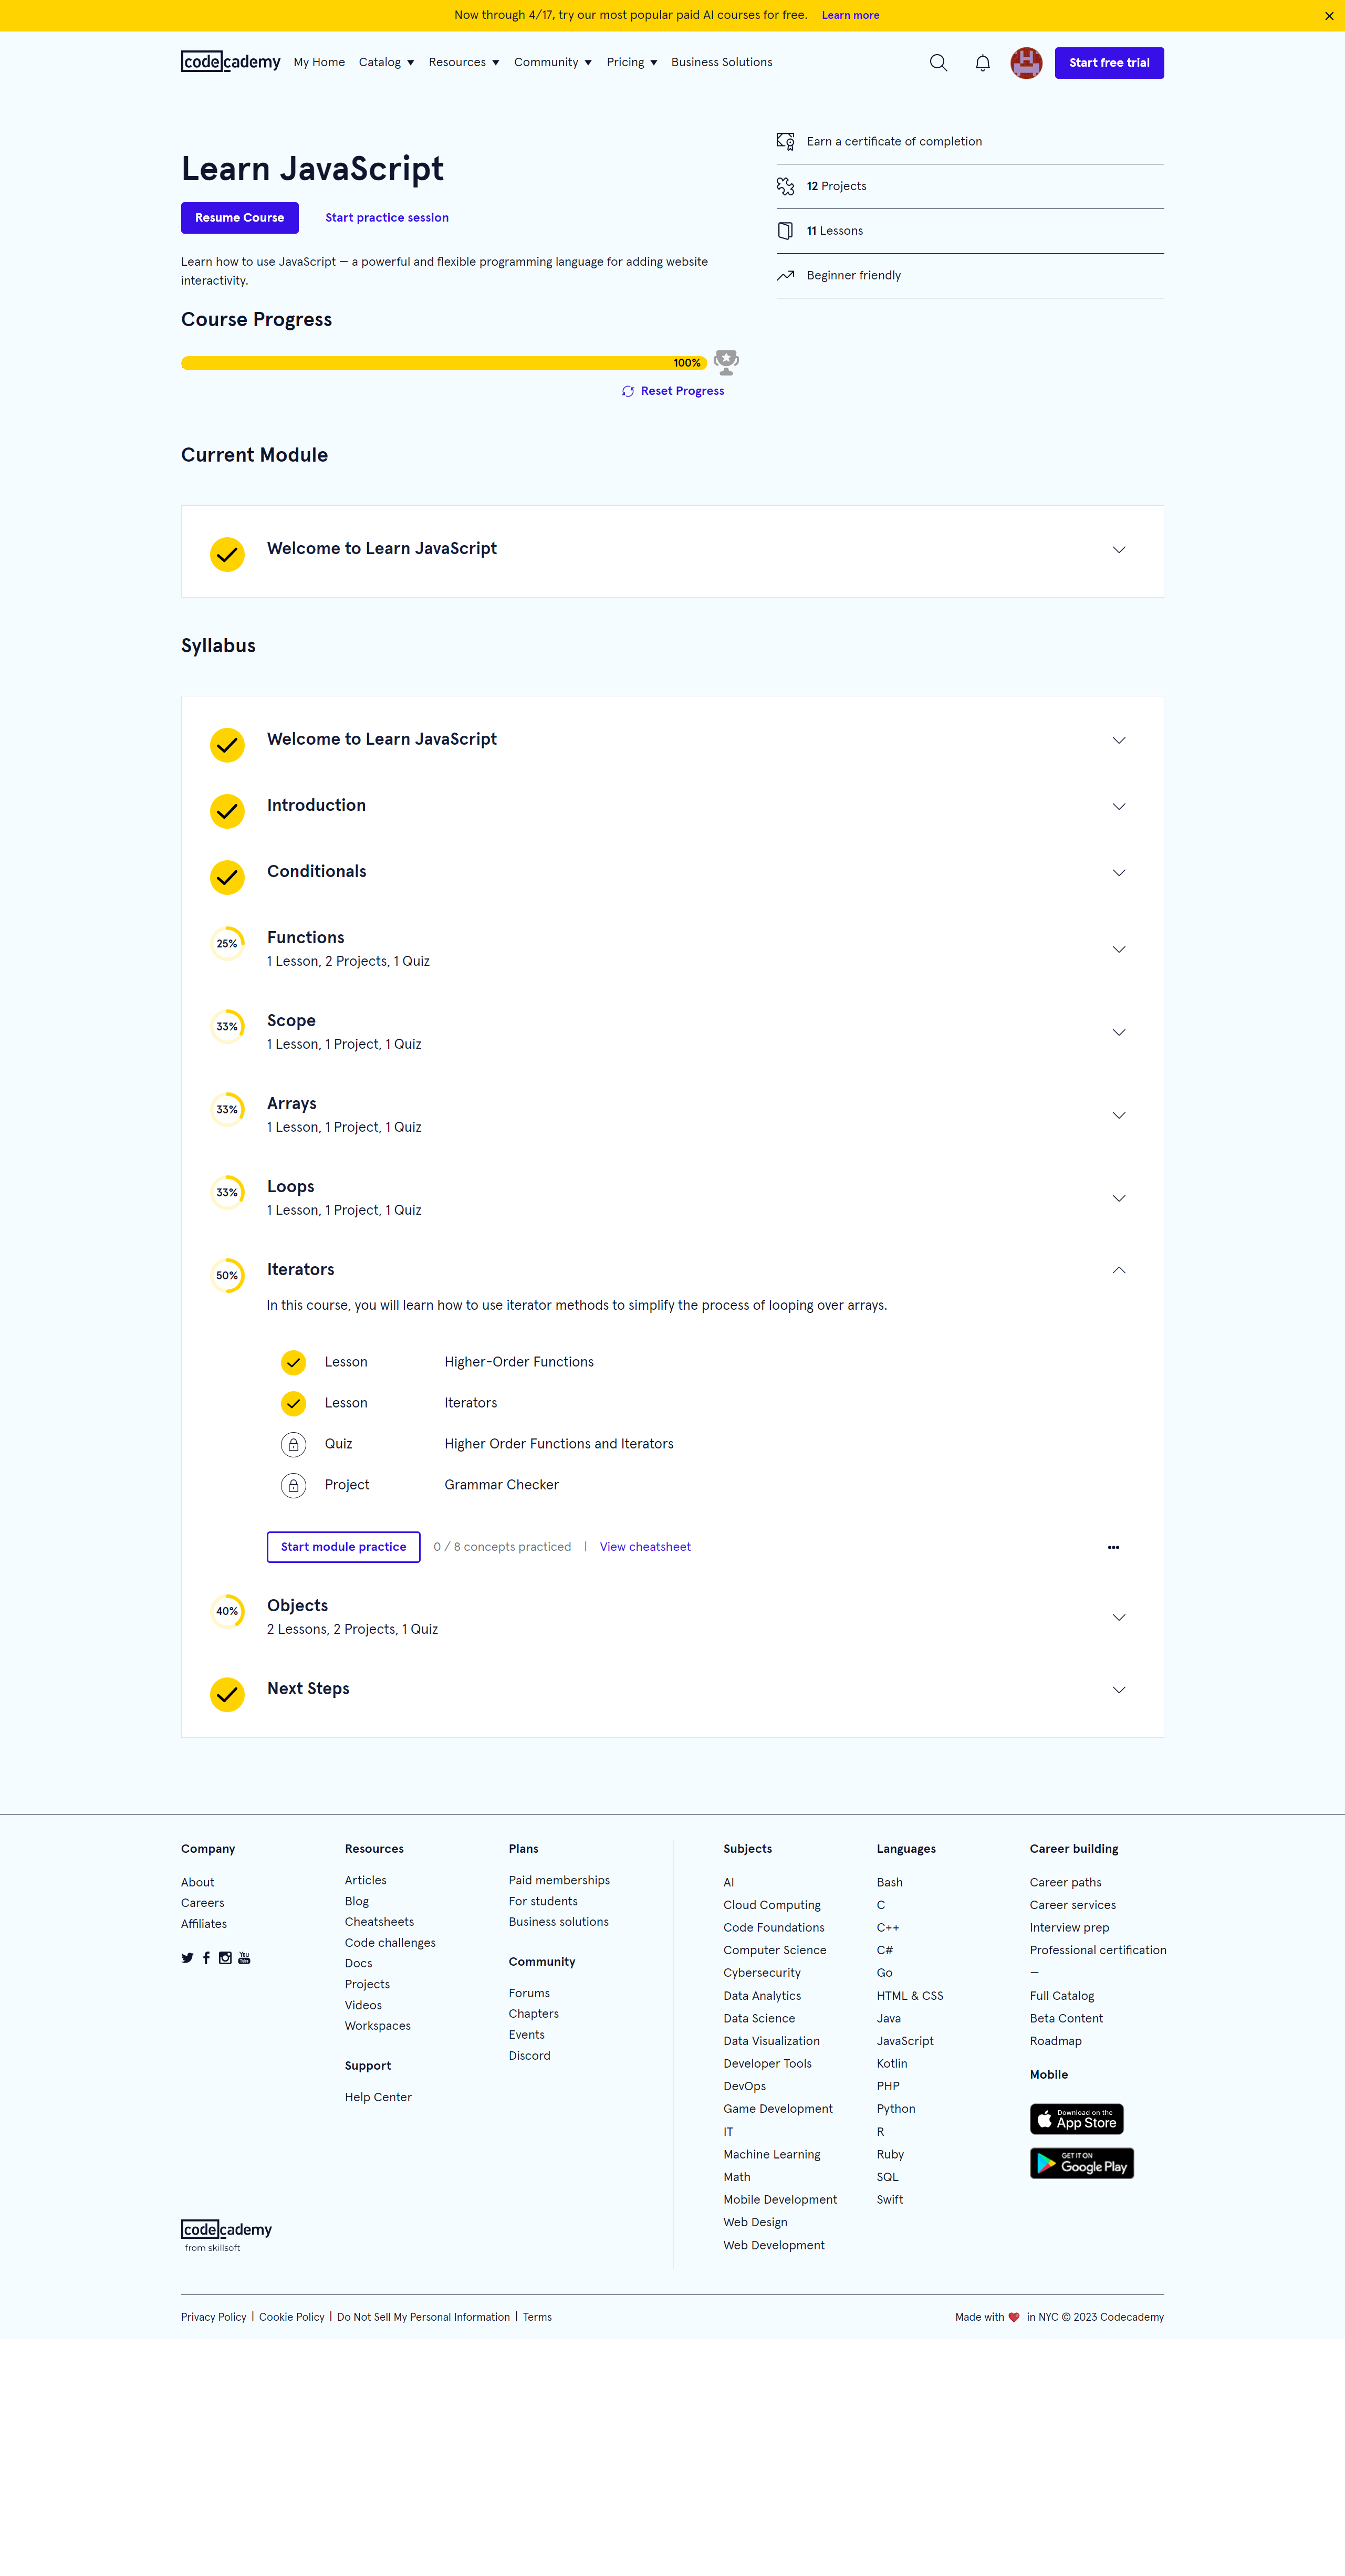 Now through 4/17, try our most popular paid AI courses for free. Learn more
codecademy My Home Catalog Resources Community Pricing Business Solutions Start free trial
Learn JavaScript
Resume Course Start practice session
Learn how to use JavaScript — a powerful and flexible programming language for adding website
interactivity.
Earn a certificate of completion
12 Projects
11 Lessons
Beginner friendly
Course Progress
100%
Reset Progress
Current Module
Welcome to Learn JavaScript
Syllabus
Welcome to Learn JavaScript
Introduction
Conditionals
25% Functions
1 Lesson, 2 Projects, 1 Quiz
33% Scope
1 Lesson, 1 Project, 1 Quiz
33% Arrays
1 Lesson, 1 Project, 1 Quiz
33% Loops
1 Lesson, 1 Project, 1 Quiz
50% Iterators
In this course, you will learn how to use iterator methods to simplify the process of looping over arrays.
Lesson Higher-Order Functions
Lesson Iterators
Quiz Higher Order Functions and Iterators
Project Grammar Checker
Start module practice 0 / 8 concepts practiced | View cheatsheet
40% Objects
2 Lessons, 2 Projects, 1 Quiz
Next Steps
Company
About
Careers
Affiliates
You
Tube
Resources
Articles
Blog
Cheatsheets
Code challenges
Docs
Projects
Videos
Workspaces
Support
Help Center
Plans
Paid memberships
For students
Business solutions
Community
Forums
Chapters
Events
Discord
codecademy
from skillsoft
Subjects
AI
Cloud Computing
Code Foundations
Computer Science
Cybersecurity
Data Analytics
Data Science
Data Visualization
Developer Tools
DevOps
Game Development
IT
Machine Learning
Math
Mobile Development
Web Design
Web Development
Languages
Bash
C
C++
C#
Go
HTML & CSS
Java
JavaScript
Kotlin
PHP
Python
R
Ruby
SQL
Swift
Career building
Career paths
Career services
Interview prep
Professional certification
—
Full Catalog
Beta Content
Roadmap
Mobile
Download on the
App Store
GET IT ON
Google Play
Privacy Policy | Cookie Policy | Do Not Sell My Personal Information | Terms
Made with ❤️ in NYC © 2023 Codecademy